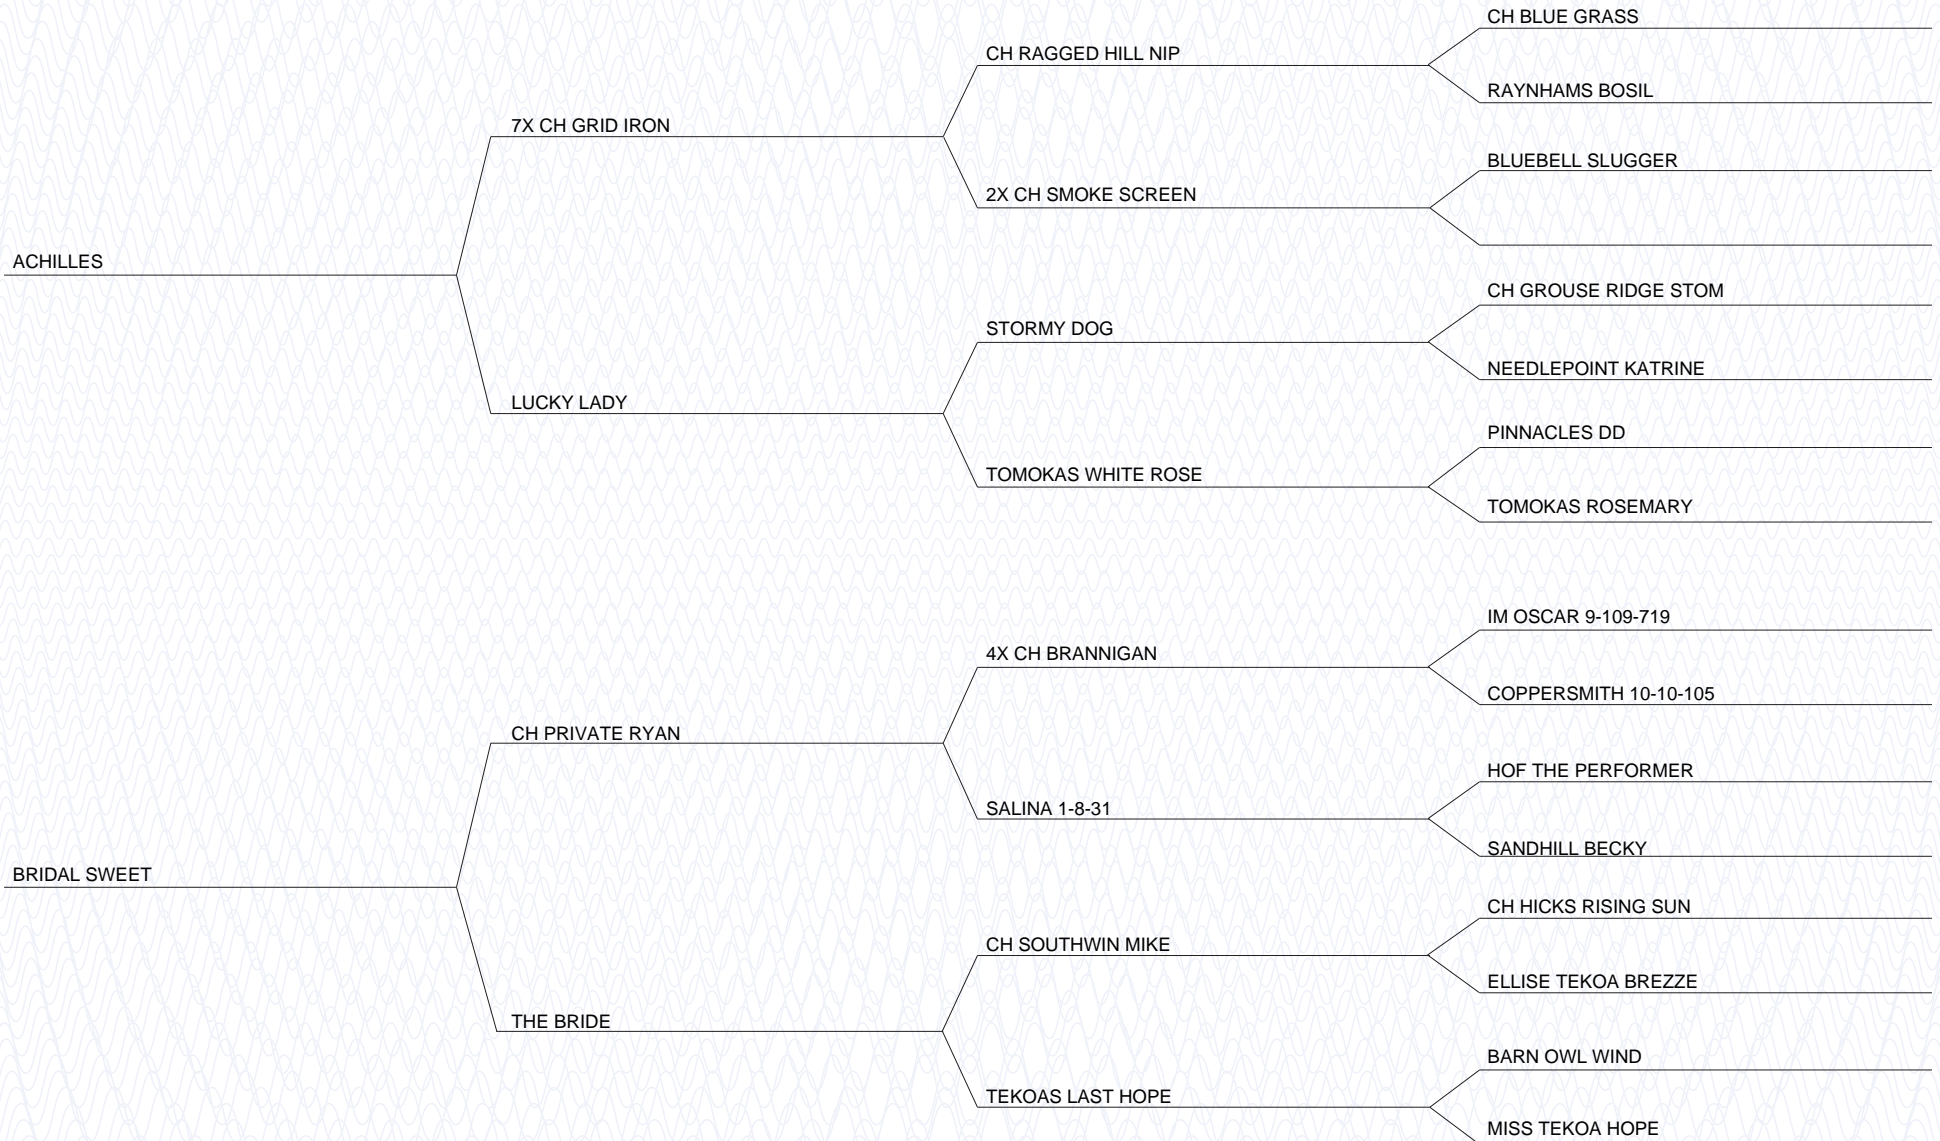 CH BLUE GRASS
CH RAGGED HILL NIP
RAYNHAMS BOSIL
7X CH GRID IRON
BLUEBELL SLUGGER
2X CH SMOKE SCREEN
ACHILLES
CH GROUSE RIDGE STOM
STORMY DOG
NEEDLEPOINT KATRINE
LUCKY LADY
PINNACLES DD
TOMOKAS WHITE ROSE
TOMOKAS ROSEMARY
IM OSCAR 9-109-719
4X CH BRANNIGAN
COPPERSMITH 10-10-105
CH PRIVATE RYAN
HOF THE PERFORMER
SALINA 1-8-31
SANDHILL BECKY
BRIDAL SWEET
CH HICKS RISING SUN
CH SOUTHWIN MIKE
ELLISE TEKOA BREZZE
THE BRIDE
BARN OWL WIND
TEKOAS LAST HOPE
MISS TEKOA HOPE